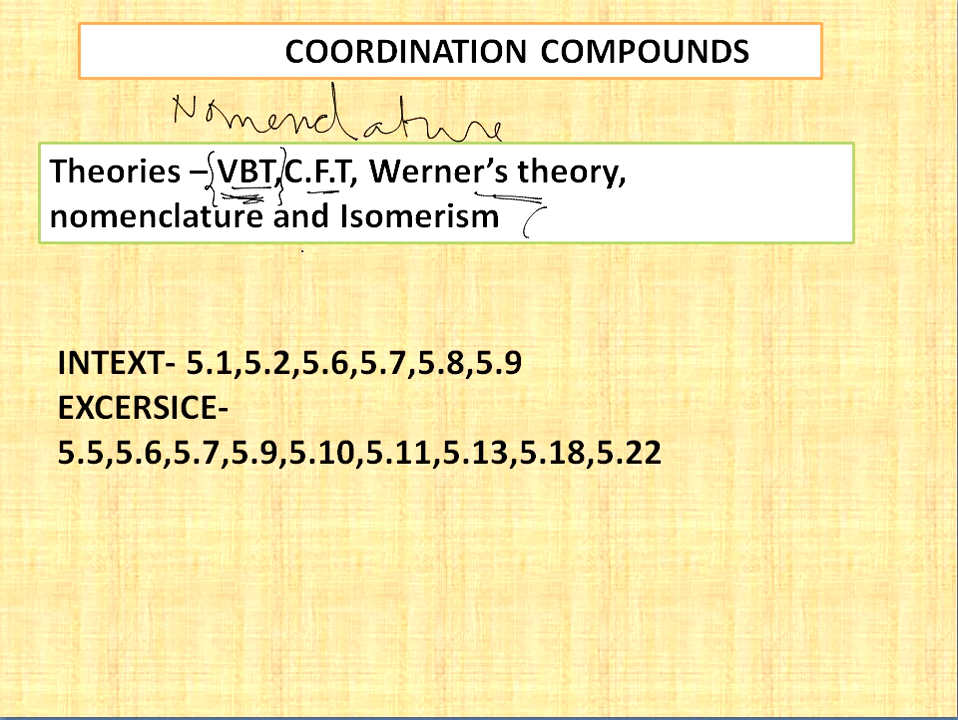 COORDINATION COMPOUNDS
Nomenclature
Theories – {VBT,}C.F.T, Werner's theory,
nomenclature and Isomerism
INTEXT- 5.1,5.2,5.6,5.7,5.8,5.9
EXCERSICE-
5.5,5.6,5.7,5.9,5.10,5.11,5.13,5.18,5.22